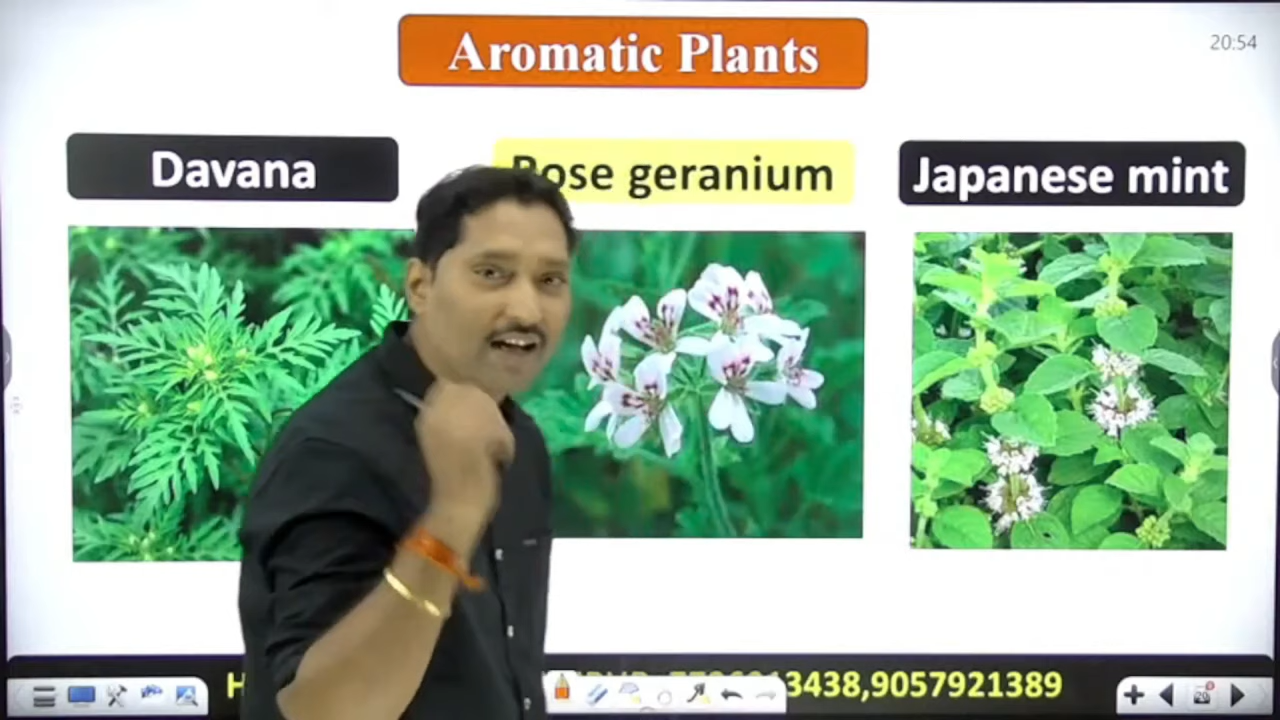 Aromatic Plants
20:54
Davana
Rose geranium
Japanese mint
3438,9057921389